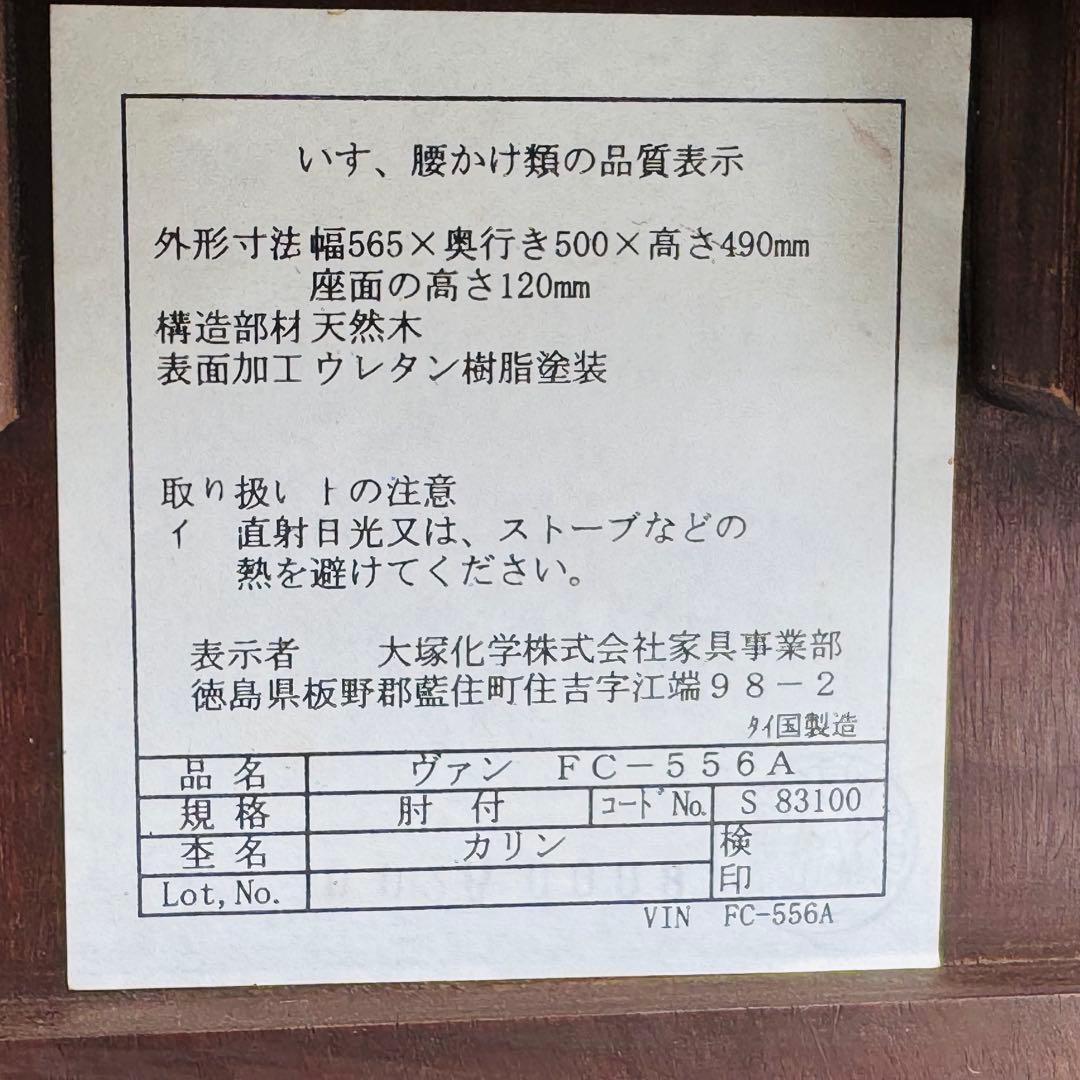 いす、腰かけ類の品質表示
外形寸法 幅565×奥行き500×高さ490mm
座面の高さ120mm
構造部材 天然木
表面加工 ウレタン樹脂塗装
取り扱い上の注意
イ 直射日光又は、ストーブなどの
熱を避けてください。
表示者 大塚化学株式会社家具事業部
徳島県板野郡藍住町住吉字江端98-2
タイ国製造
品名 ヴァン FC-556A
規格 肘付 コードNo. S 83100
杢名 カリン 検印
Lot,No.
VIN FC-556A